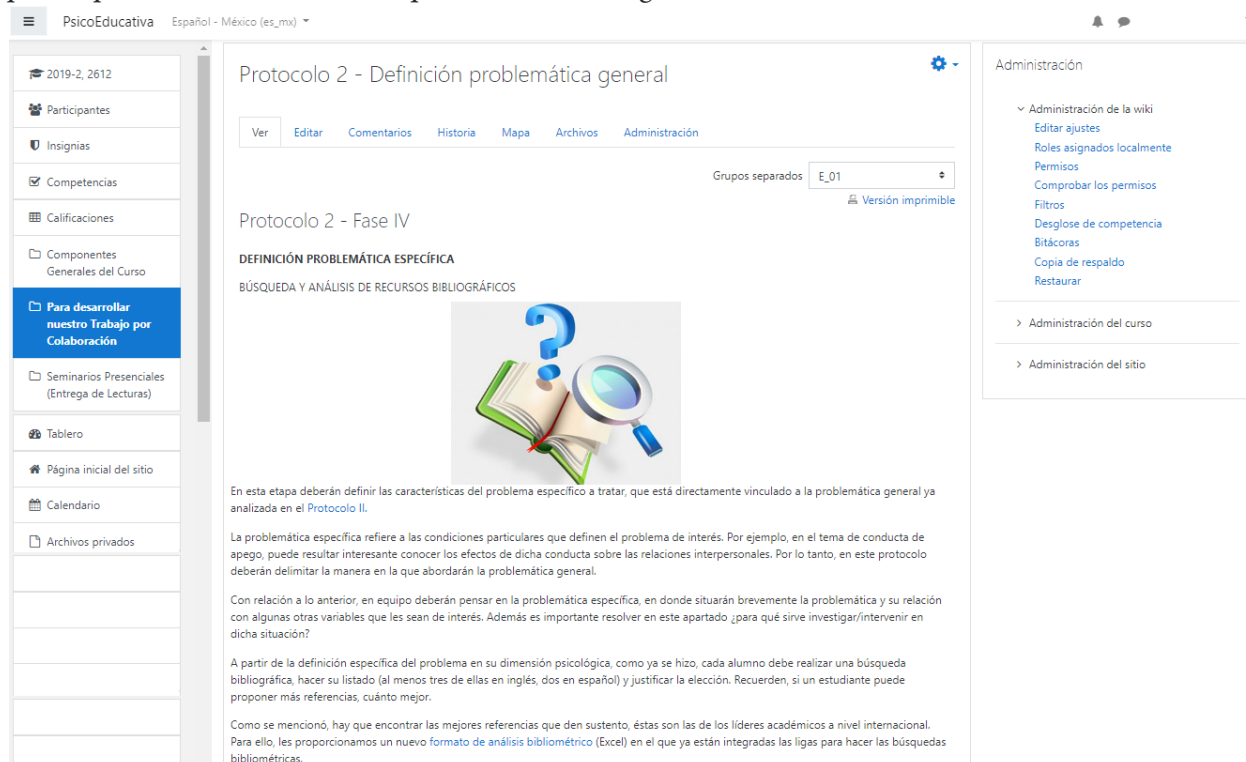 PsicoEducativa Español - México (es_mx)
2019-2, 2612
Participantes
Insignias
Competencias
Calificaciones
Componentes
Generales del Curso
Para desarrollar
nuestro Trabajo por
Colaboración
Seminarios Presenciales
(Entrega de Lecturas)
Tablero
Página inicial del sitio
Calendario
Archivos privados
Protocolo 2 - Definición problemática general
Ver Editar Comentarios Historia Mapa Archivos Administración
Grupos separados E_01
Versión imprimible
Protocolo 2 - Fase IV
DEFINICIÓN PROBLEMÁTICA ESPECÍFICA
BÚSQUEDA Y ANÁLISIS DE RECURSOS BIBLIOGRÁFICOS
En esta etapa deberán definir las características del problema específico a tratar, que está directamente vinculado a la problemática general ya
analizada en el Protocolo II.
La problemática específica refiere a las condiciones particulares que definen el problema de interés. Por ejemplo, en el tema de conducta de
apego, puede resultar interesante conocer los efectos de dicha conducta sobre las relaciones interpersonales. Por lo tanto, en este protocolo
deberán delimitar la manera en la que abordarán la problemática general.
Con relación a lo anterior, en equipo deberán pensar en la problemática específica, en donde situarán brevemente la problemática y su relación
con algunas otras variables que les sean de interés. Además es importante resolver en este apartado ¿para qué sirve investigar/intervenir en
dicha situación?
A partir de la definición específica del problema en su dimensión psicológica, como ya se hizo, cada alumno debe realizar una búsqueda
bibliográfica, hacer su listado (al menos tres de ellas en inglés, dos en español) y justificar la elección. Recuerden, si un estudiante puede
proponer más referencias, cuánto mejor.
Como se mencionó, hay que encontrar las mejores referencias que den sustento, éstas son las de los líderes académicos a nivel internacional.
Para ello, les proporcionamos un nuevo formato de análisis bibliométrico (Excel) en el que ya están integradas las ligas para hacer las búsquedas
bibliométricas.
Administración
Administración de la wiki
Editar ajustes
Roles asignados localmente
Permisos
Comprobar los permisos
Filtros
Desglose de competencia
Bitácoras
Copia de respaldo
Restaurar
Administración del curso
Administración del sitio